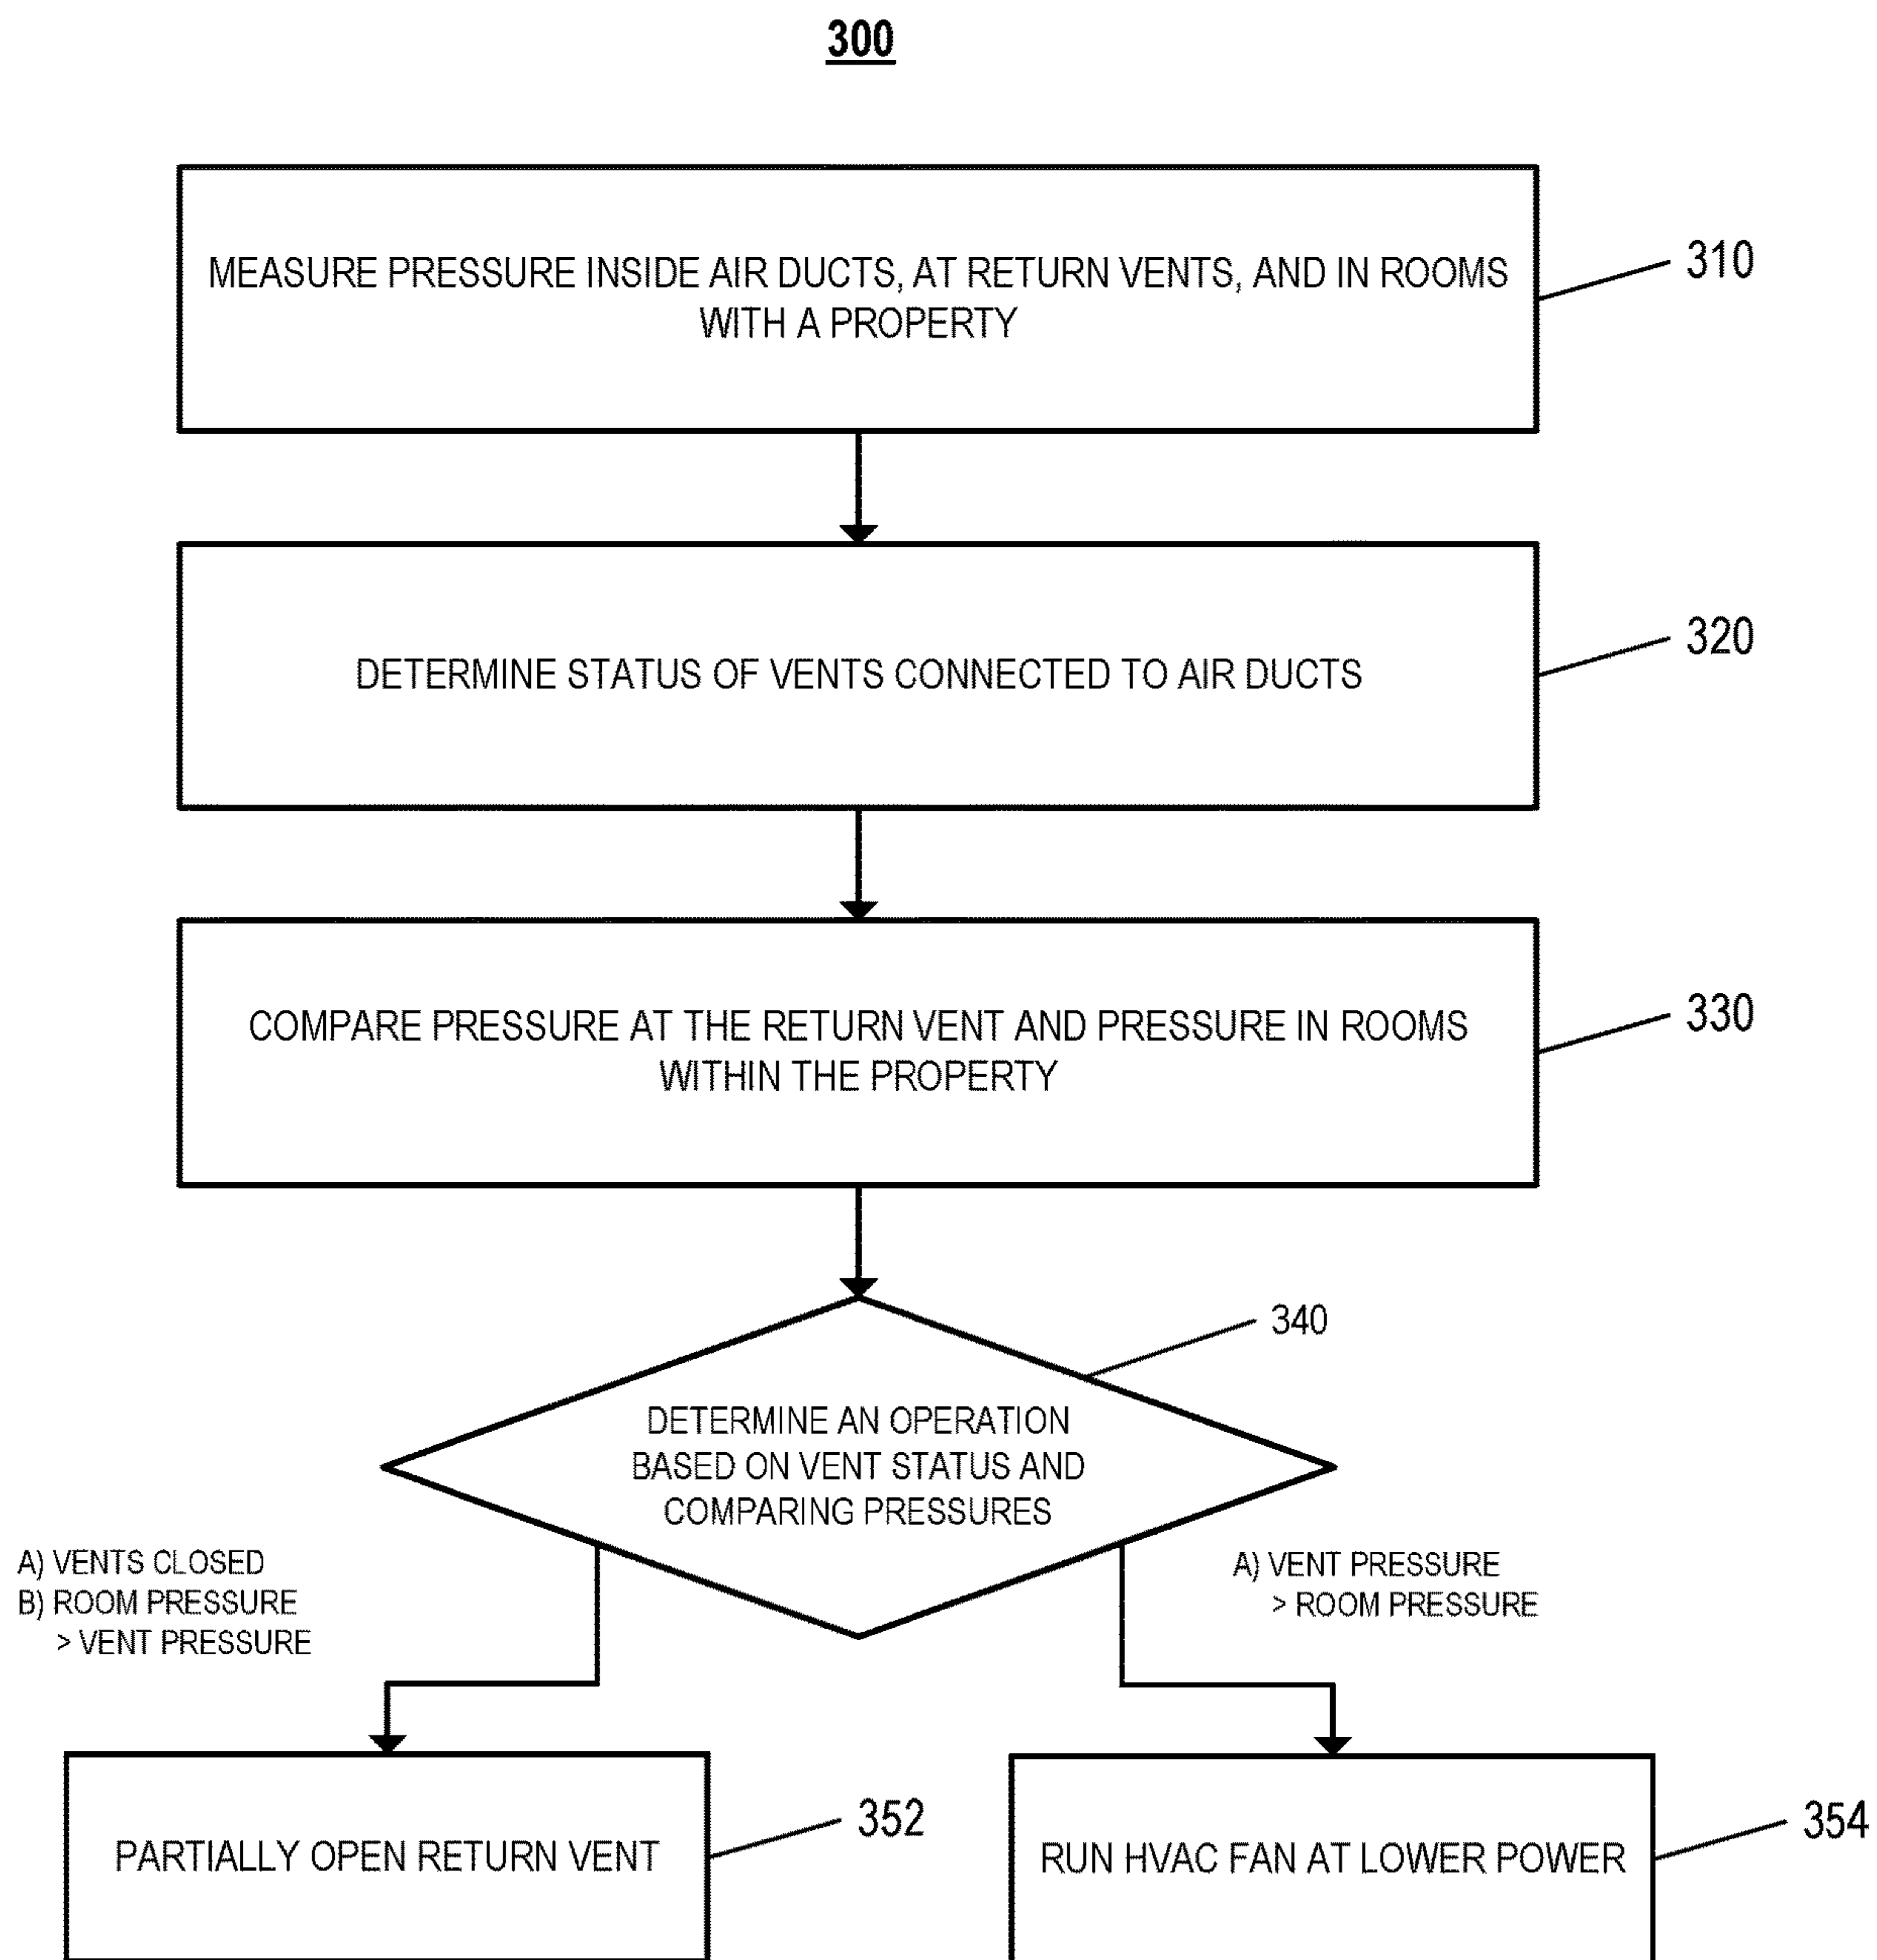 300
MEASURE PRESSURE INSIDE AIR DUCTS, AT RETURN VENTS, AND IN ROOMS
WITH A PROPERTY
310
DETERMINE STATUS OF VENTS CONNECTED TO AIR DUCTS
320
COMPARE PRESSURE AT THE RETURN VENT AND PRESSURE IN ROOMS
WITHIN THE PROPERTY
330
340
DETERMINE AN OPERATION
BASED ON VENT STATUS AND
COMPARING PRESSURES
A) VENTS CLOSED
B) ROOM PRESSURE
> VENT PRESSURE
A) VENT PRESSURE
> ROOM PRESSURE
PARTIALLY OPEN RETURN VENT
352
RUN HVAC FAN AT LOWER POWER
354